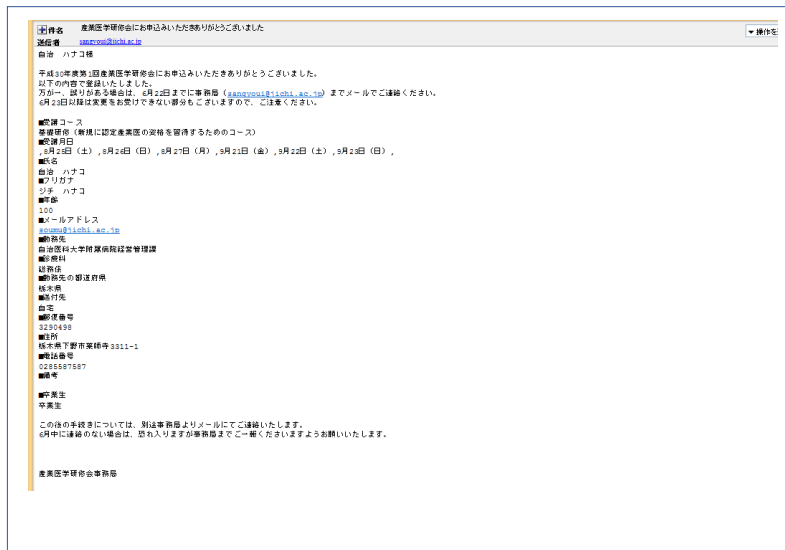 件名 産業医学研修会にお申込みいただきありがとうございました
▼操作を
送信者 sangyoui@jichi.ac.jp
自治 ハナコ様
平成30年度第1回産業医学研修会にお申込みいただきありがとうございました。
以下の内容で登録いたしました。
万が一、誤りがある場合は、6月22日までに事務局（sangyoui@jichi.ac.jp）までメールでご連絡ください。
6月23日以降は変更をお受けできない部分もございますので、ご注意ください。
■受講コース
基礎研修（新規に認定産業医の資格を習得するためのコース）
■受講月日
,8月25日（土）,8月26日（日）,8月27日（月）,9月21日（金）,9月22日（土）,9月23日（日）,
■氏名
自治 ハナコ
■フリガナ
ジチ ハナコ
■年齢
100
■メールアドレス
soumu@jichi.ac.jp
■勤務先
自治医科大学附属病院経営管理課
■診療科
総務係
■勤務先の都道府県
栃木県
■送付先
自宅
■郵便番号
3290498
■住所
栃木県下野市薬師寺3311-1
■電話番号
0285587587
■備考
■卒業生
卒業生
この後の手続きについては、別途事務局よりメールにてご連絡いたします。
6月中に連絡のない場合は、恐れ入りますが事務局までご一報くださいますようお願いいたします。
産業医学研修会事務局